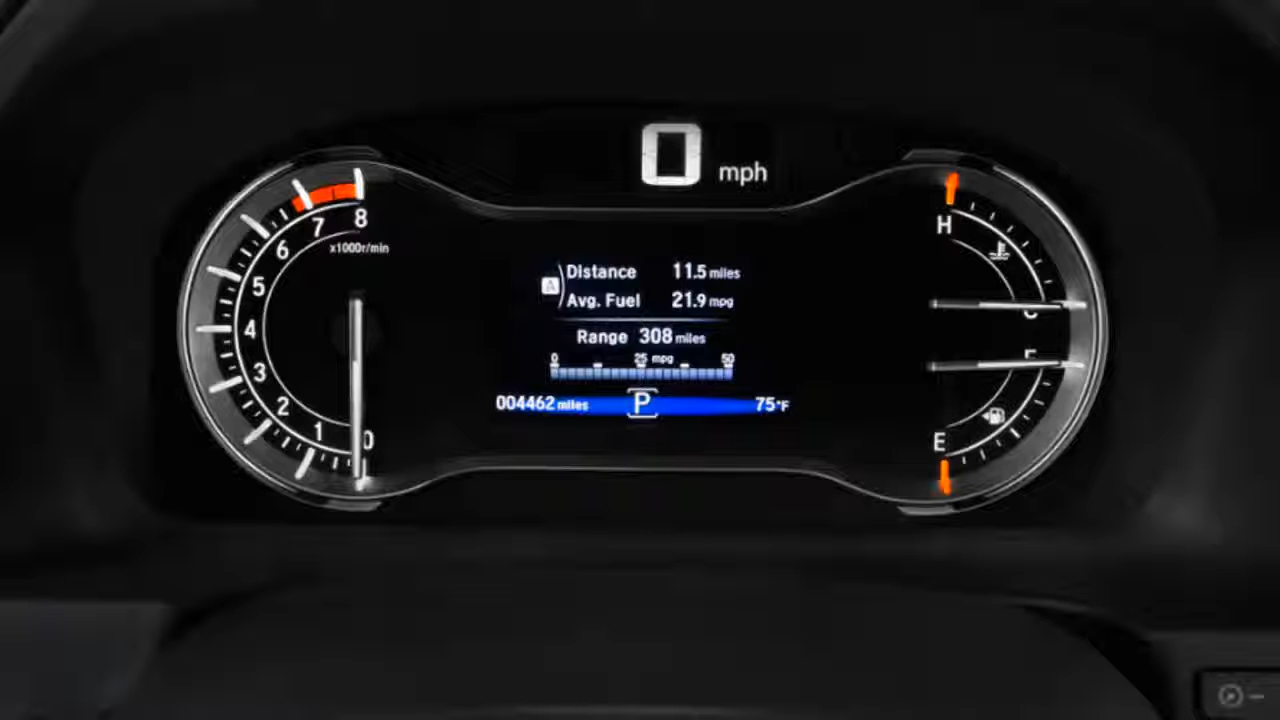 0 mph
8
7
6
x1000r/min
5
4
3
2
1
0
A
Distance 11.5 miles
Avg. Fuel 21.9 mpg
Range 308 miles
0 25 mpg 50
004462 miles P 75°F
H
C
F
E